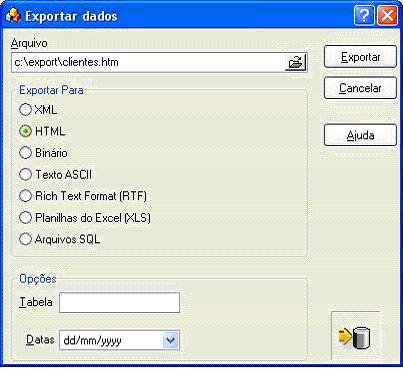 Exportar dados
Arquivo
c:\export\clientes.htm
Exportar
Cancelar
Ajuda
Exportar Para
XML
HTML
Binário
Texto ASCII
Rich Text Format (RTF)
Planilhas do Excel (XLS)
Arquivos SQL
Opções
Tabela
Datas dd/mm/yyyy